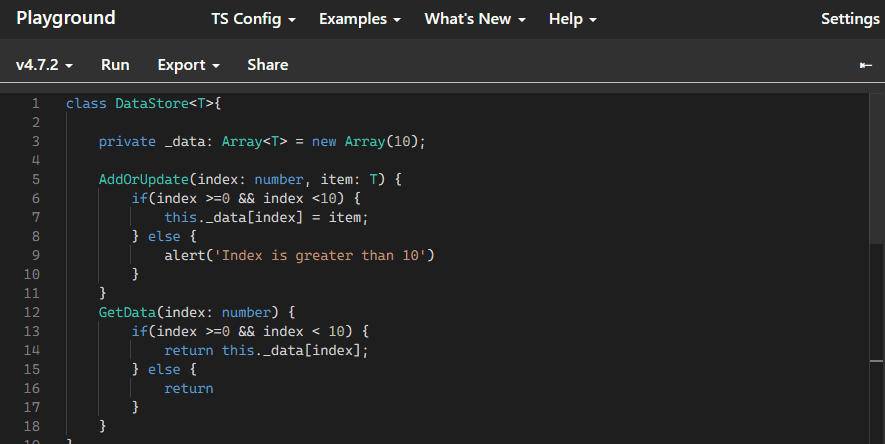 Playground TS Config Examples What's New Help Settings
v4.7.2 Run Export Share
1 class DataStore<T>{
2
3 private _data: Array<T> = new Array(10);
4
5 AddOrUpdate(index: number, item: T) {
6 if(index >=0 && index <10) {
7 this._data[index] = item;
8 } else {
9 alert('Index is greater than 10')
10 }
11 }
12 GetData(index: number) {
13 if(index >=0 && index < 10) {
14 return this._data[index];
15 } else {
16 return
17 }
18 }
19 }